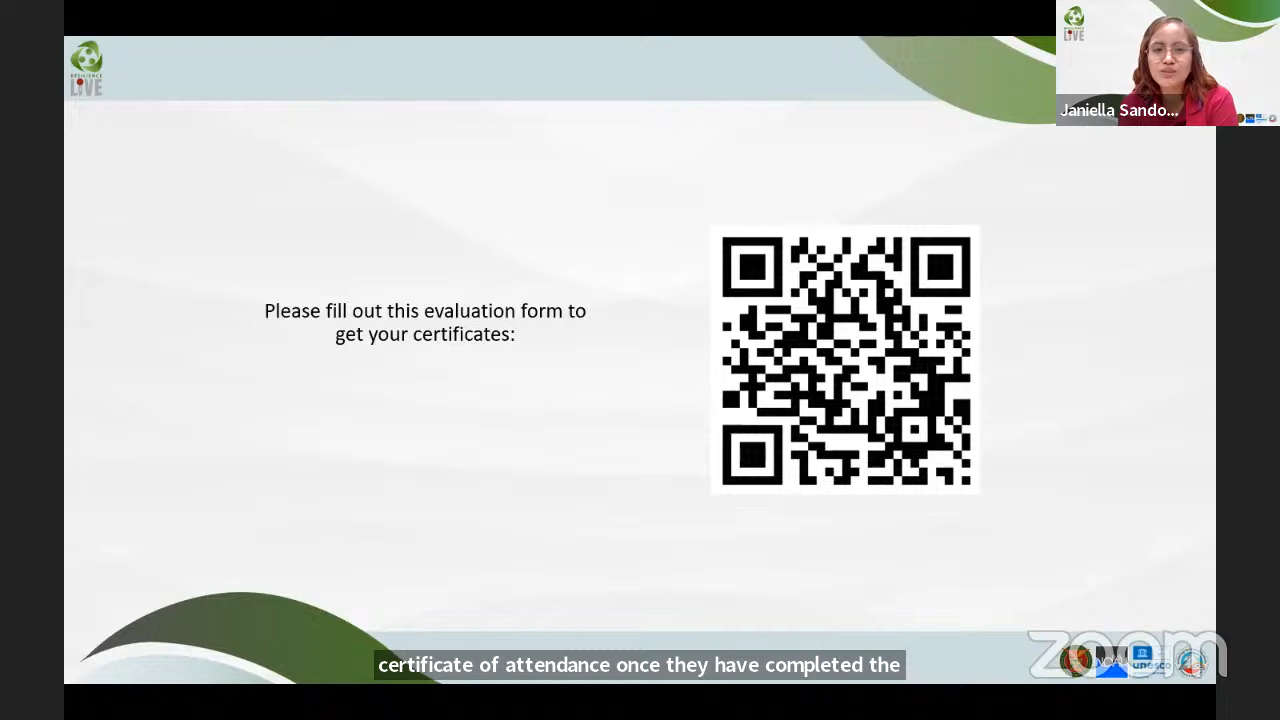 RESILIENCE
LIVE
LIVE
Janiella Sando...
Please fill out this evaluation form to
get your certificates:
certificate of attendance once they have completed the
unesco
zoom